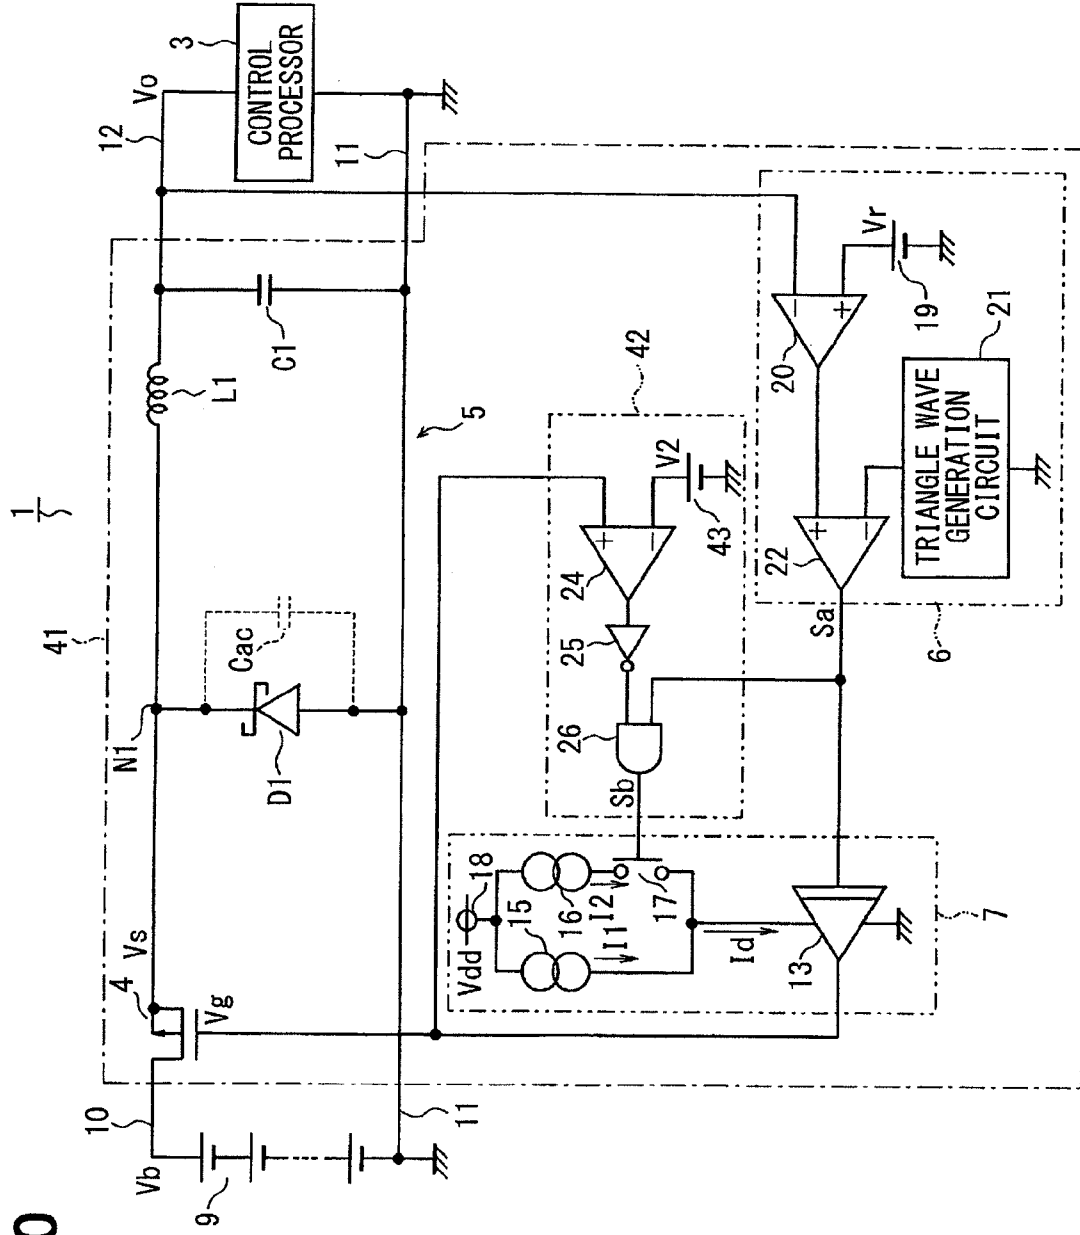 0
1
41
10
Vb
4
Vs
N1
L1
12
Vo
3
CONTROL
PROCESSOR
9
Vg
D1
Cac
C1
11
11
5
Vdd
18
15
16
I1
I2
17
Id
13
7
Sb
26
25
24
V2
43
42
Sa
22
20
Vr
19
21
TRIANGLE WAVE
GENERATION
CIRCUIT
6